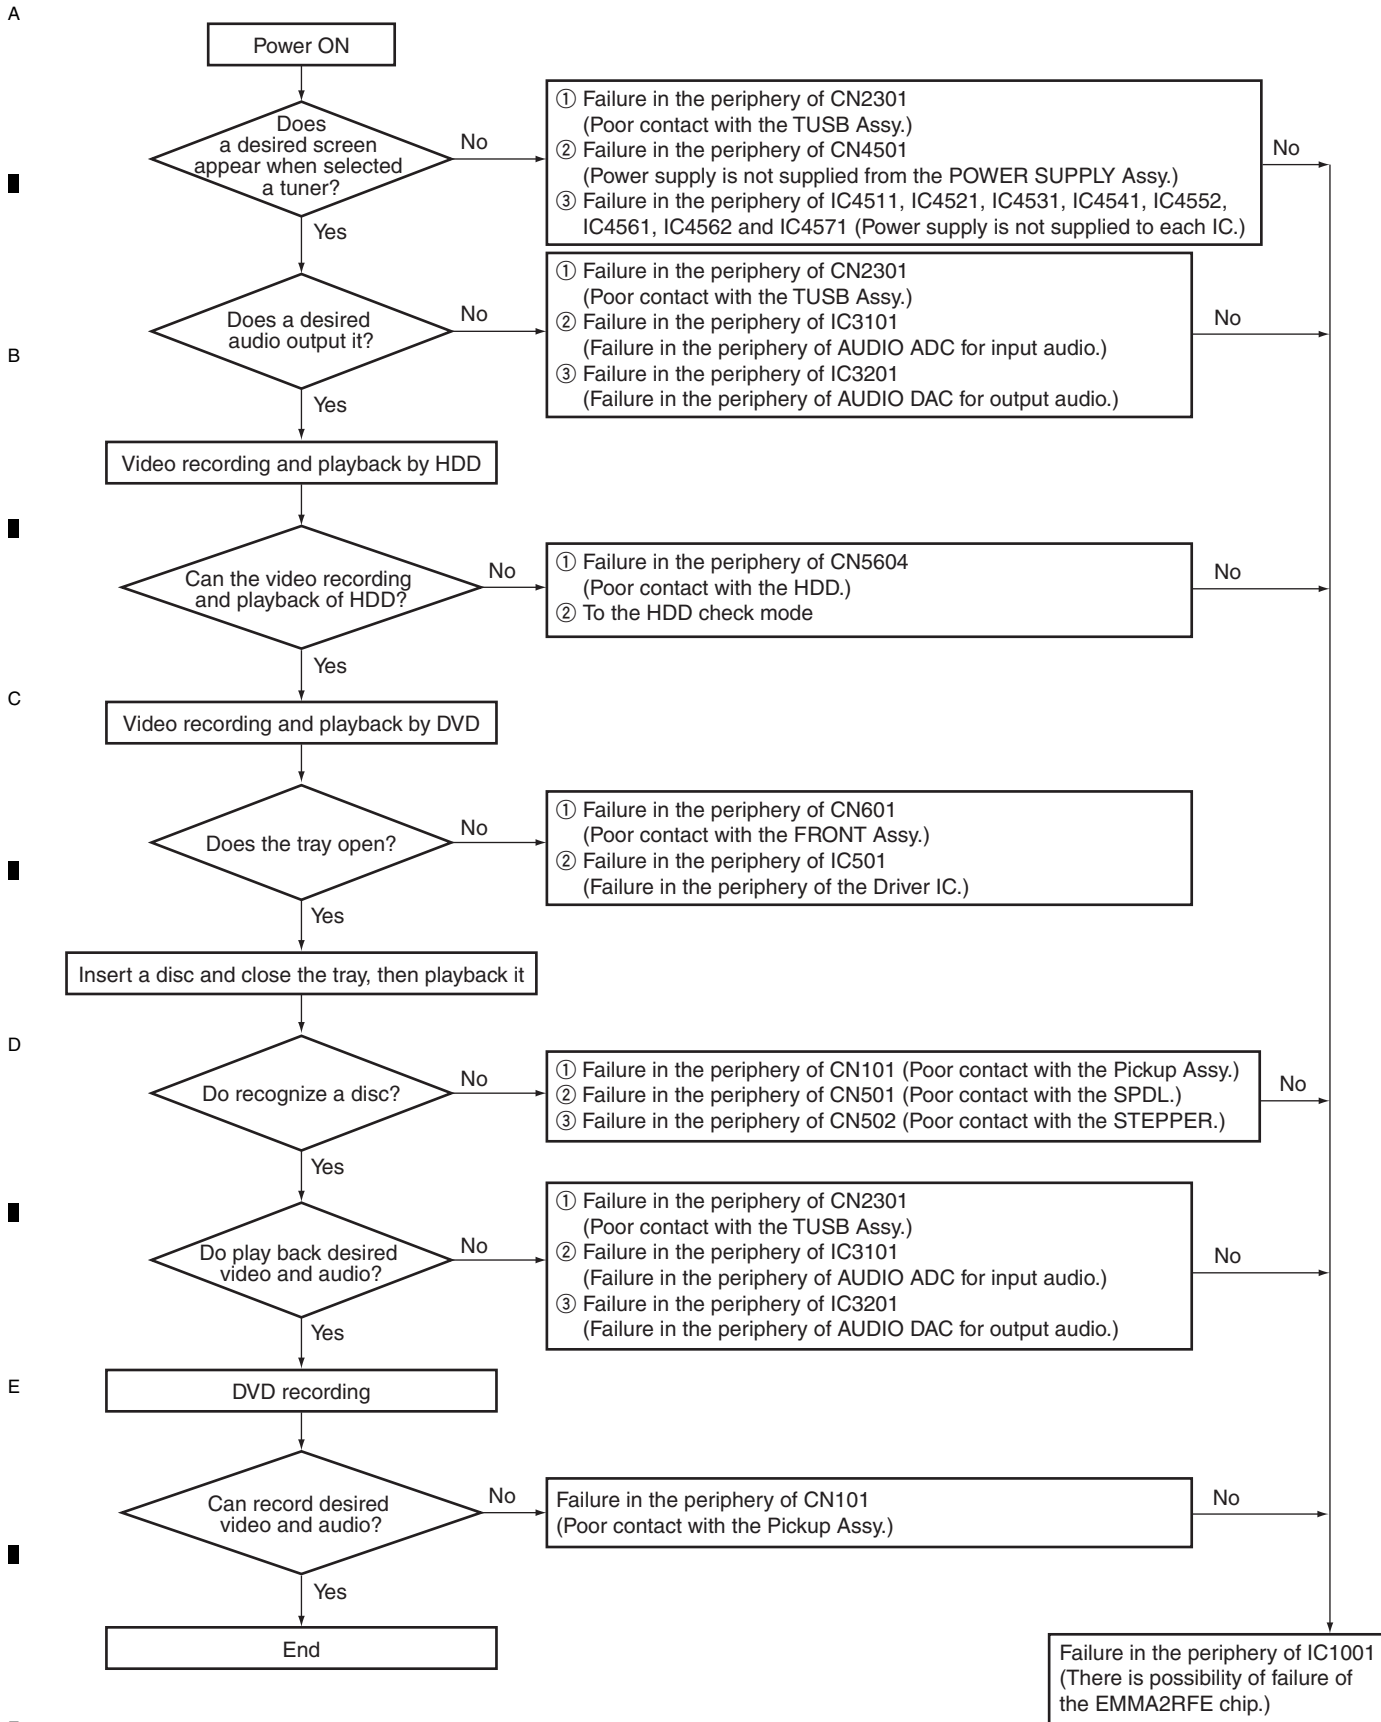 A
Power ON
Does
a desired screen
appear when selected
a tuner?
No
① Failure in the periphery of CN2301
(Poor contact with the TUSB Assy.)
② Failure in the periphery of CN4501
(Power supply is not supplied from the POWER SUPPLY Assy.)
③ Failure in the periphery of IC4511, IC4521, IC4531, IC4541, IC4552,
IC4561, IC4562 and IC4571 (Power supply is not supplied to each IC.)
No
Yes
Does a desired
audio output it?
No
① Failure in the periphery of CN2301
(Poor contact with the TUSB Assy.)
② Failure in the periphery of IC3101
(Failure in the periphery of AUDIO ADC for input audio.)
③ Failure in the periphery of IC3201
(Failure in the periphery of AUDIO DAC for output audio.)
No
B
Yes
Video recording and playback by HDD
Can the video recording
and playback of HDD?
No
① Failure in the periphery of CN5604
(Poor contact with the HDD.)
② To the HDD check mode
No
Yes
C
Video recording and playback by DVD
Does the tray open?
No
① Failure in the periphery of CN601
(Poor contact with the FRONT Assy.)
② Failure in the periphery of IC501
(Failure in the periphery of the Driver IC.)
Yes
Insert a disc and close the tray, then playback it
D
Do recognize a disc?
No
① Failure in the periphery of CN101 (Poor contact with the Pickup Assy.)
② Failure in the periphery of CN501 (Poor contact with the SPDL.)
③ Failure in the periphery of CN502 (Poor contact with the STEPPER.)
No
Yes
Do play back desired
video and audio?
No
① Failure in the periphery of CN2301
(Poor contact with the TUSB Assy.)
② Failure in the periphery of IC3101
(Failure in the periphery of AUDIO ADC for input audio.)
③ Failure in the periphery of IC3201
(Failure in the periphery of AUDIO DAC for output audio.)
No
Yes
E
DVD recording
Can record desired
video and audio?
No
Failure in the periphery of CN101
(Poor contact with the Pickup Assy.)
No
Yes
End
Failure in the periphery of IC1001
(There is possibility of failure of
the EMMA2RFE chip.)